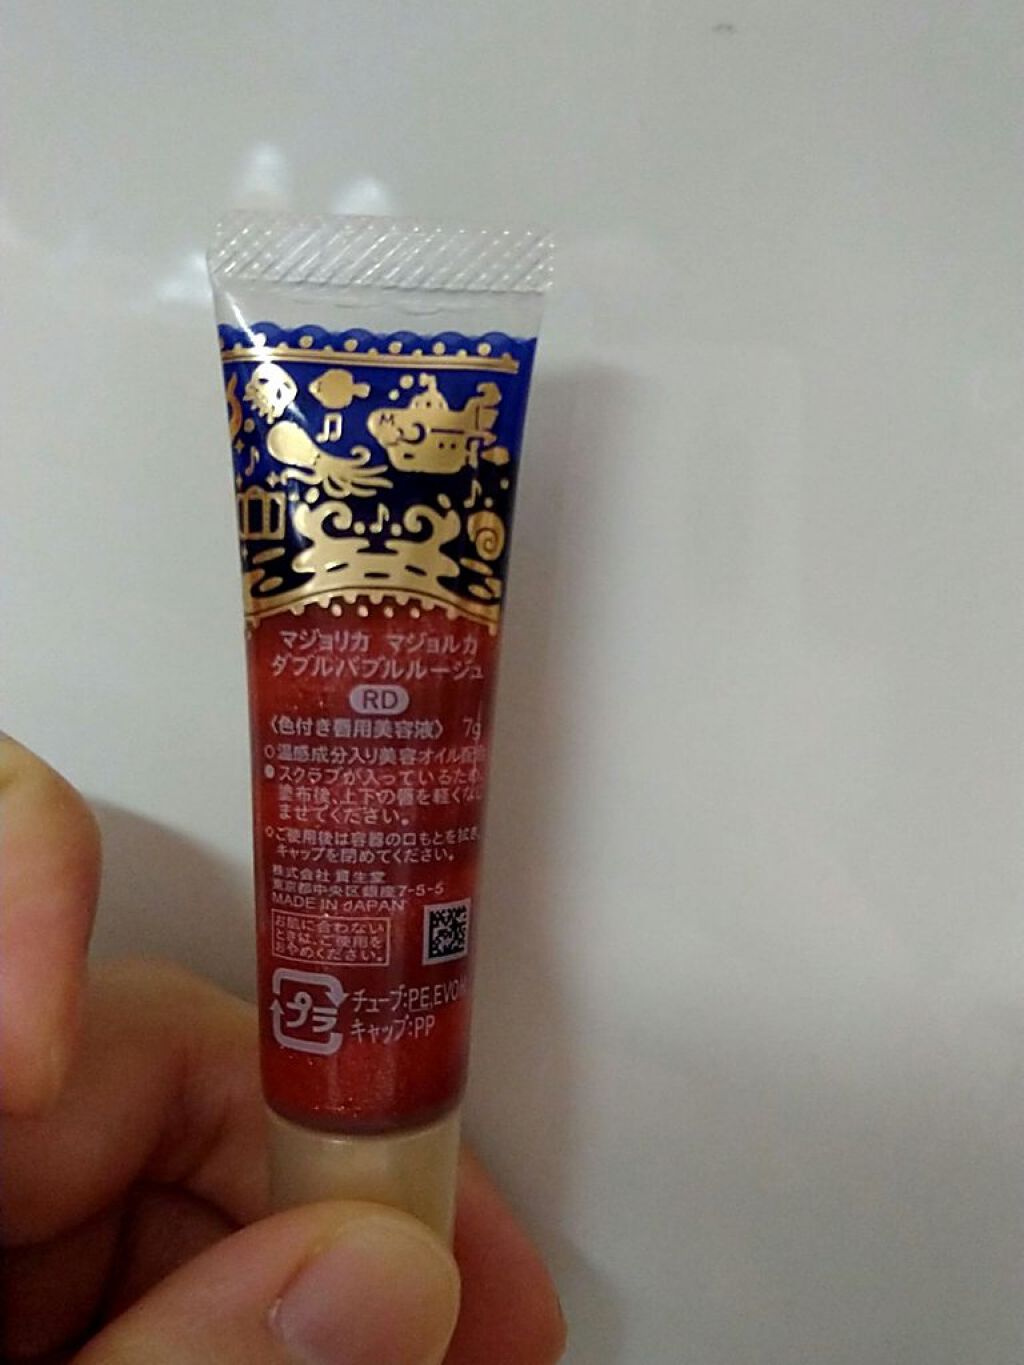 マジョリカ マジョルカ
ダブルバブルルージュ
RD
〈色付き唇用美容液〉 7g
○温感成分入り美容オイル配合
●スクラブが入っているため、
塗布後、上下の唇を軽くなじ
ませてください。
○ご使用後は容器の口もとを拭き、
キャップを閉めてください。
株式会社 資生堂
東京都中央区銀座7-5-5
MADE IN JAPAN
お肌に合わない
ときは、ご使用を
おやめください。
プラ
チューブ:PE,EVOH
キャップ:PP